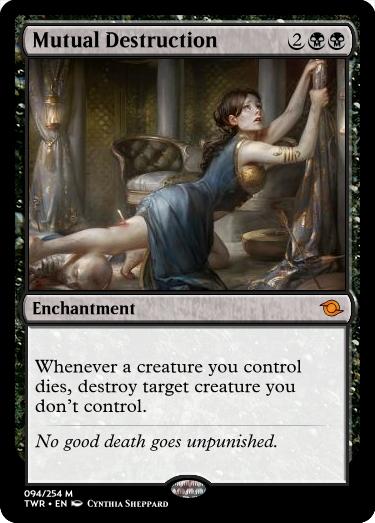 Mutual Destruction 2
Enchantment
Whenever a creature you control
dies, destroy target creature you
don't control.
No good death goes unpunished.
094/254 M
TWR • EN Cynthia Sheppard